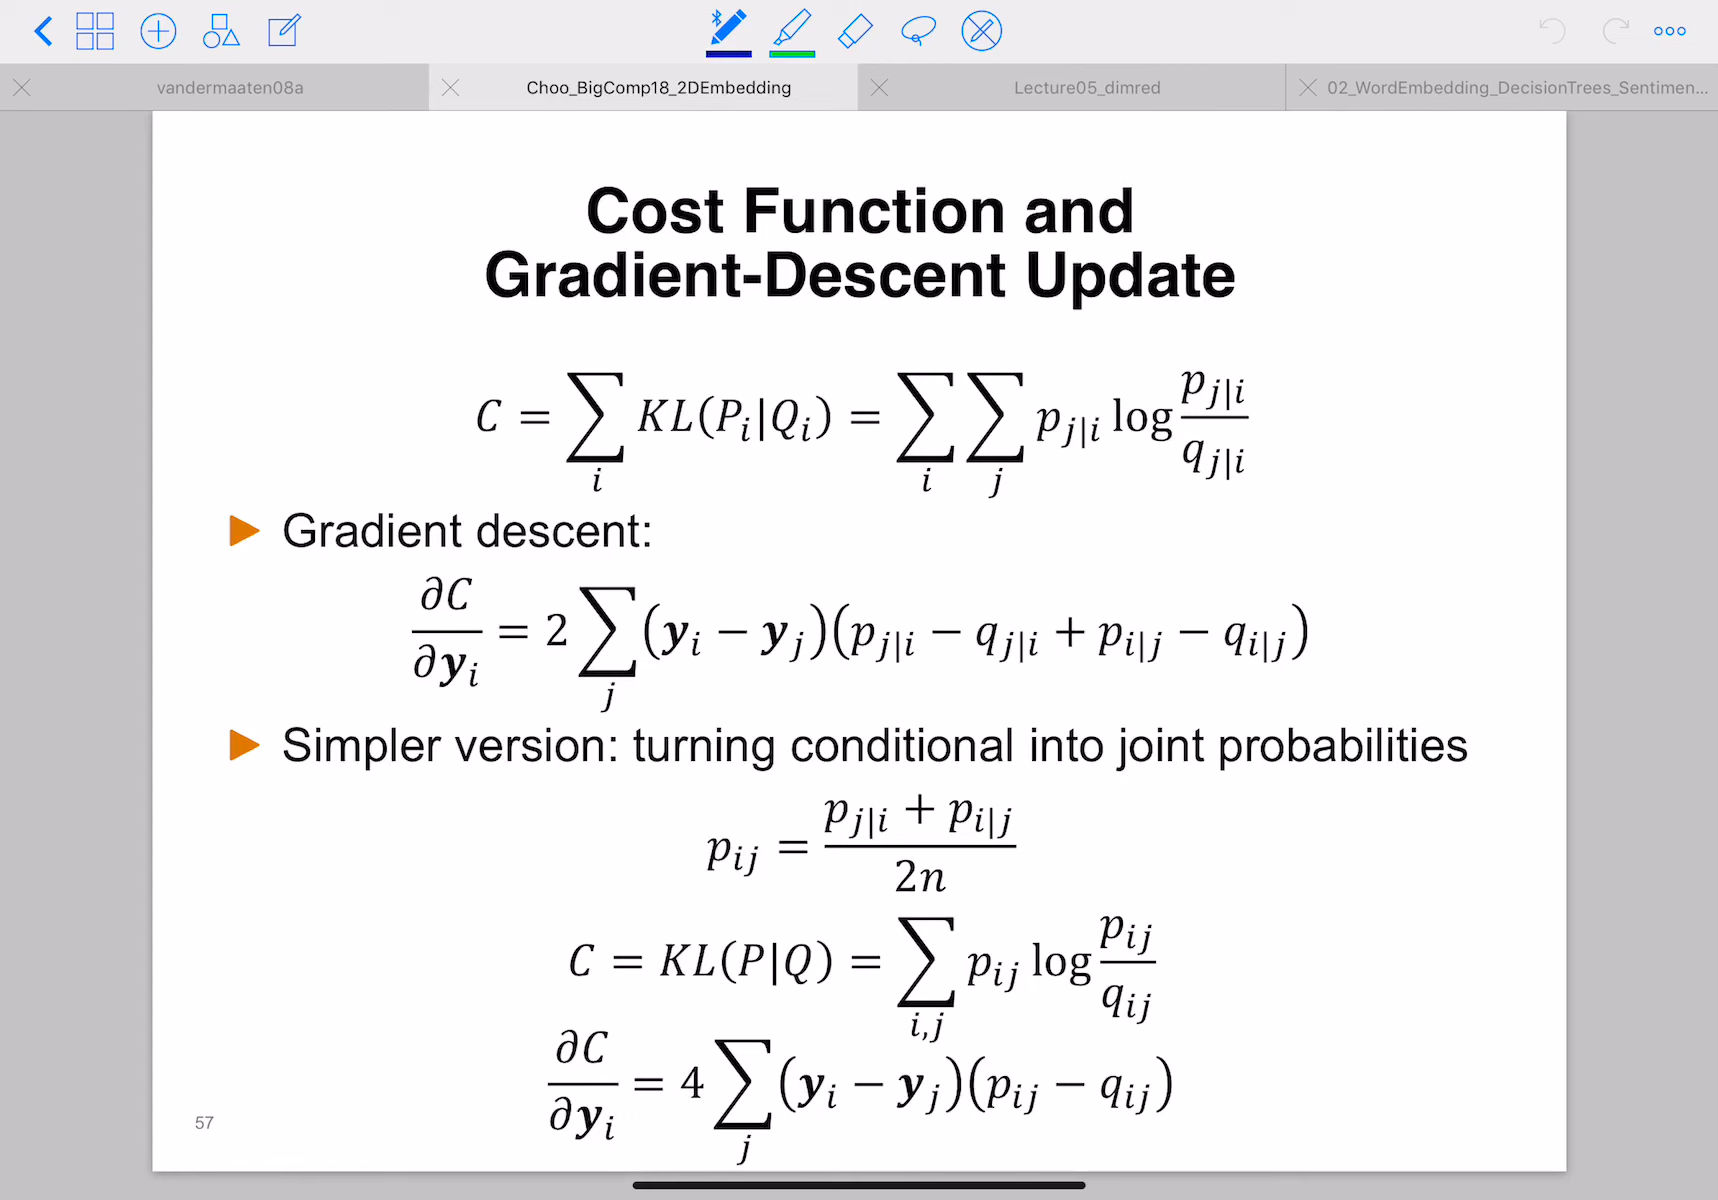 vandermaaten08a
Choo_BigComp18_2DEmbedding
Lecture05_dimred
02_WordEmbedding_DecisionTrees_Sentimen...
Cost Function and
Gradient-Descent Update
C = ∑_i KL(P_i|Q_i) = ∑_i ∑_j p_{j|i} log p_{j|i}/q_{j|i}
Gradient descent:
∂C/∂𝒚_i = 2 ∑_j (𝒚_i − 𝒚_j)(p_{j|i} − q_{j|i} + p_{i|j} − q_{i|j})
Simpler version: turning conditional into joint probabilities
p_{ij} = (p_{j|i} + p_{i|j})/2n
C = KL(P|Q) = ∑_{i,j} p_{ij} log p_{ij}/q_{ij}
∂C/∂𝒚_i = 4 ∑_j (𝒚_i − 𝒚_j)(p_{ij} − q_{ij})
57